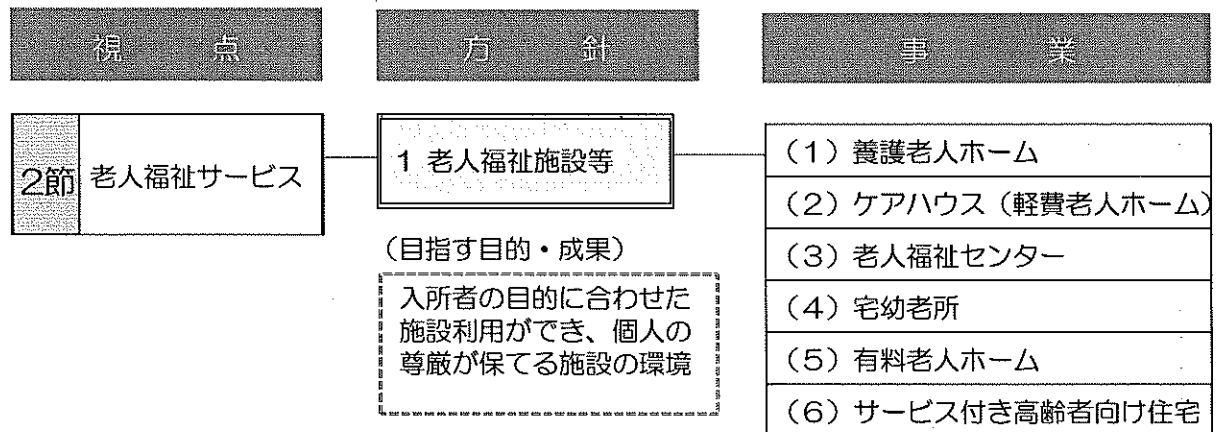 視 点
方 針
事 業
2節 老人福祉サービス
1 老人福祉施設等
(目指す目的・成果)
入所者の目的に合わせた
施設利用ができ、個人の
尊厳が保てる施設の環境
(1)養護老人ホーム
(2)ケアハウス(軽費老人ホーム)
(3)老人福祉センター
(4)宅幼老所
(5)有料老人ホーム
(6)サービス付き高齢者向け住宅